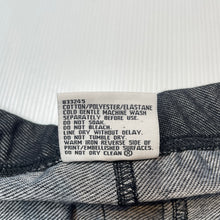 033245
COTTON/POLYESTER/ELASTANE
COLD GENTLE MACHINE WASH
SEPARATELY BEFORE USE.
DO NOT SOAK.
DO NOT BLEACH.
LINE DRY WITHOUT DELAY.
DO NOT TUMBLE DRY.
WARM IRON REVERSE SIDE OF
PRINT/EMBELLISHED SURFACES.
DO NOT DRY CLEAN